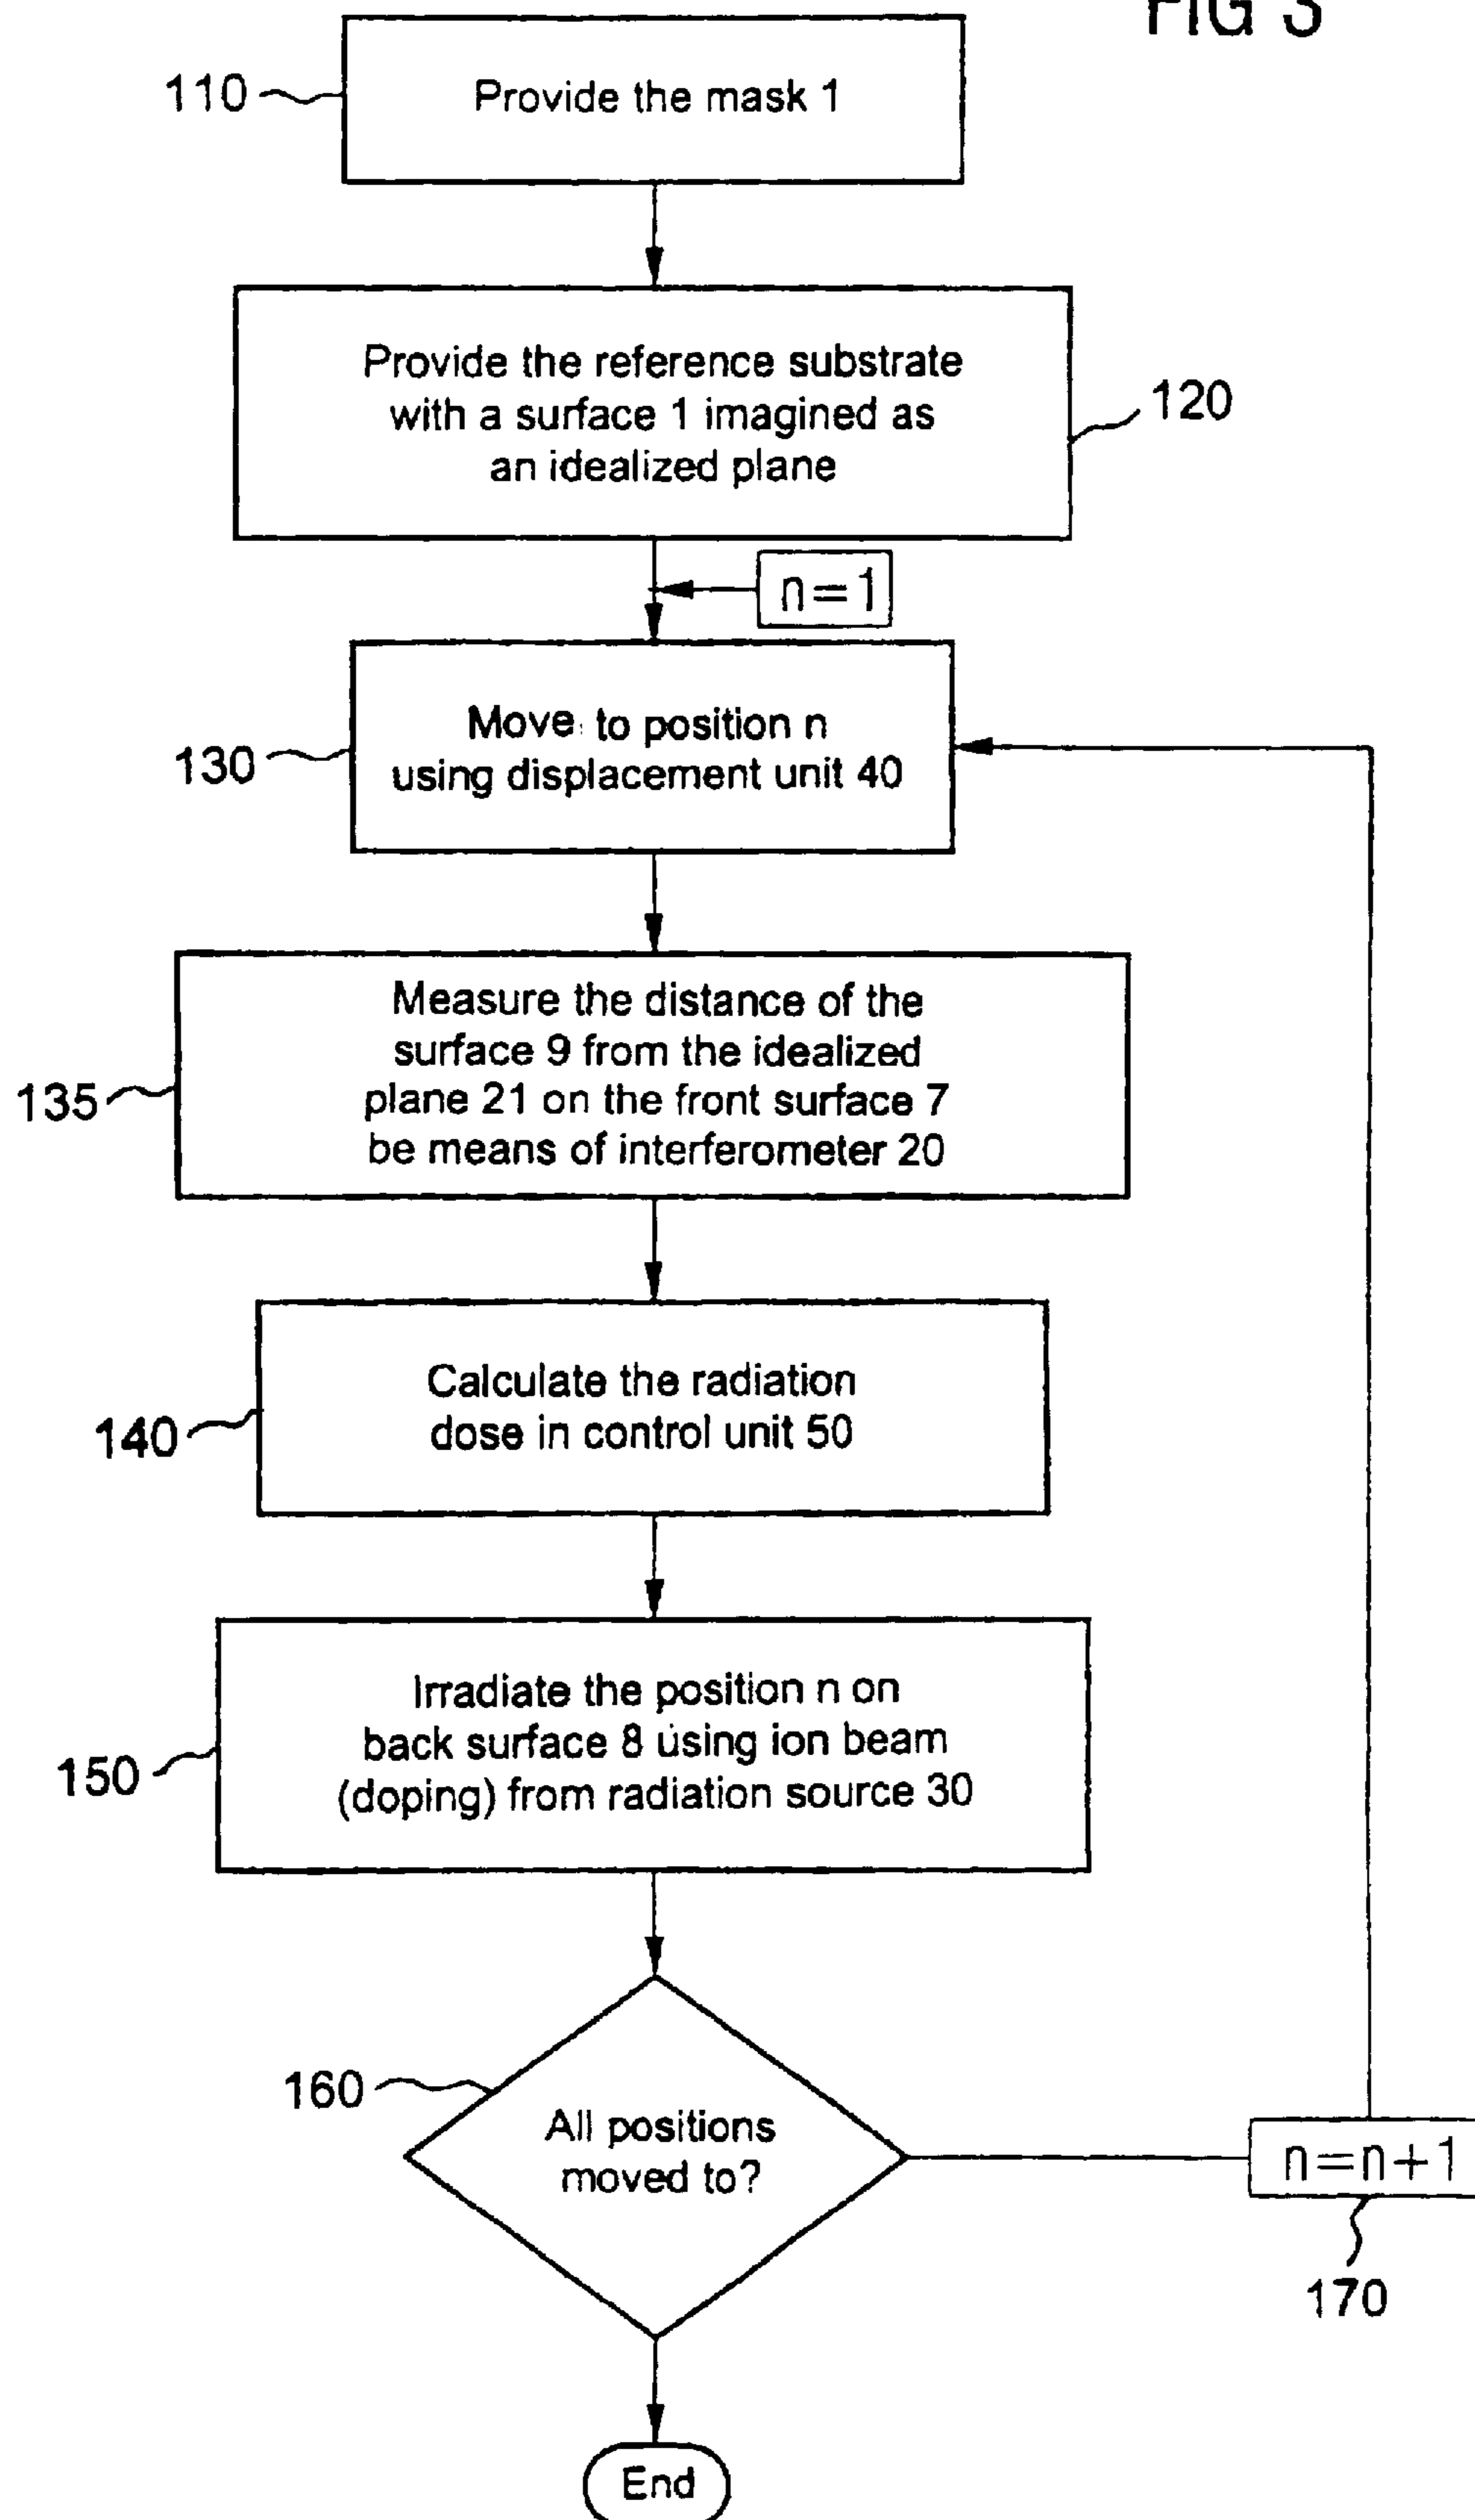 FIG 3
110
Provide the mask 1
Provide the reference substrate
with a surface 1 imagined as
an idealized plane
120
n=1
Move to position n
using displacement unit 40
130
Measure the distance of the
surface 9 from the idealized
plane 21 on the front surface 7
be means of interferometer 20
135
Calculate the radiation
dose in control unit 50
140
Irradiate the position n on
back surface 8 using ion beam
(doping) from radiation source 30
150
160
All positions
moved to?
n=n+1
170
End